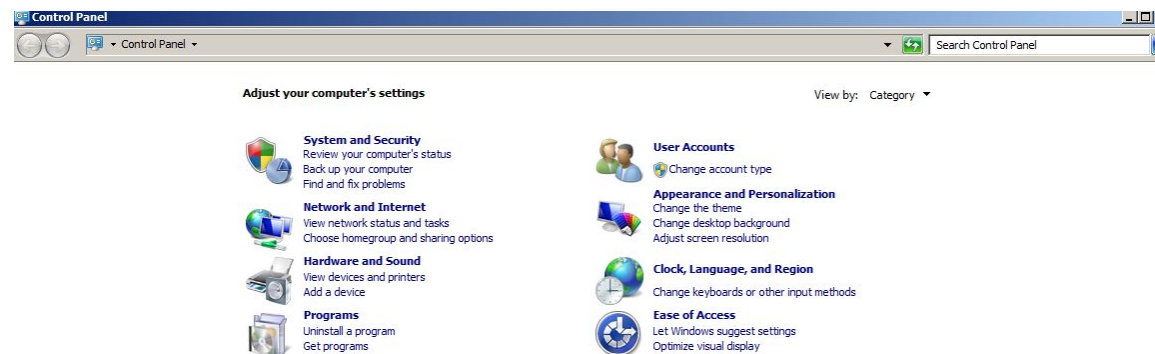 Control Panel
Control Panel
Search Control Panel
Adjust your computer's settings
View by: Category
System and Security
Review your computer's status
Back up your computer
Find and fix problems
Network and Internet
View network status and tasks
Choose homegroup and sharing options
Hardware and Sound
View devices and printers
Add a device
Programs
Uninstall a program
Get programs
User Accounts
Change account type
Appearance and Personalization
Change the theme
Change desktop background
Adjust screen resolution
Clock, Language, and Region
Change keyboards or other input methods
Ease of Access
Let Windows suggest settings
Optimize visual display